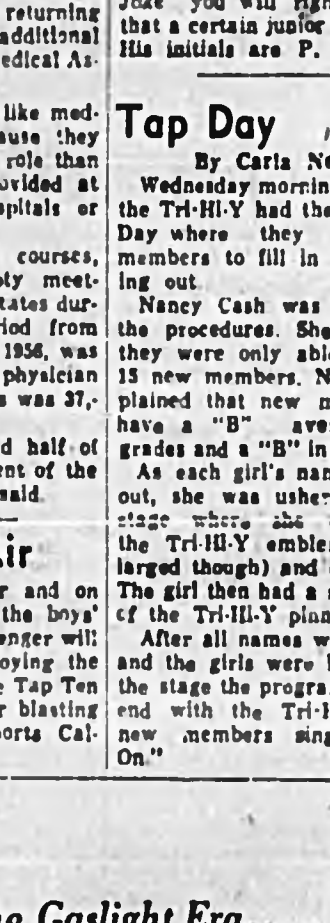 returning
additional
edical As-
like med-
ause they
role than
ovided at
spitals or
courses,
ty meet-
tates dur-
iod from
1956, was
physician
s was 37,-
d half of
ent of the
said.
ir
r and on
the boys'
enger will
oying the
e Tap Ten
r blasting
orts Cal-
Joke you will
that a certain junior
His initials are P.
Tap Day
By Carla Ne
Wednesday mornin
the Tri-Hi-Y had the
Day where they
members to fill in
ing out.
Nancy Cash was
the procedures. She
they were only abl
15 new members. N
plained that new m
have a "B" ave
grades and a "B" in
As each girl's nam
out, she was ushe
stage where she
the Tri-Hi-Y emble
larged though) and
The girl then had a
of the Tri-Hi-Y pinn
After all names w
and the girls were
the stage the progra
end with the Tri-H
new members sing
On."
Gaslight Era